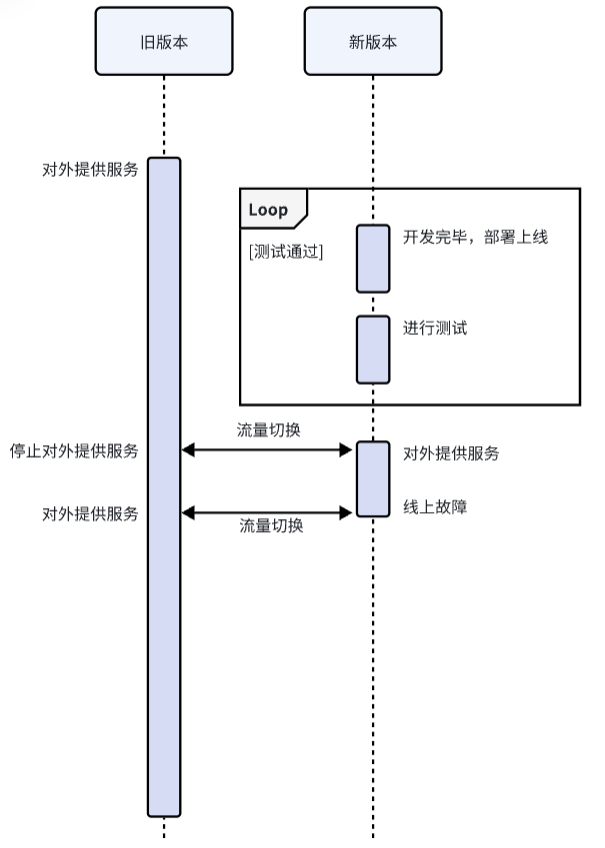 旧版本
新版本
对外提供服务
Loop
[测试通过]
开发完毕，部署上线
进行测试
流量切换
停止对外提供服务
对外提供服务
线上故障
对外提供服务
流量切换